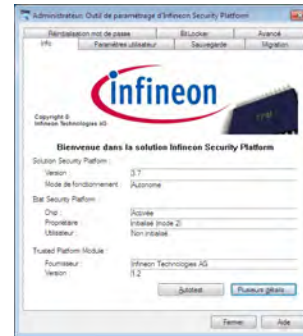 Administrateur: Outil de paramétrage d'Infineon Security Platform
Réinitialisation mot de passe
BitLocker
Avancé
Info
Paramètres utilisateur
Sauvegarde
Migration
infineon
TPM
Copyright ©
Infineon Technologies AG
Bienvenue dans la solution Infineon Security Platform
Solution Security Platform :
Version :
3.7
Mode de fonctionnement :
Autonome
Etat Security Platform :
Chip :
Activée
Propriétaire :
Initialisé (mode 2)
Utilisateur :
Non initialisé
Trusted Platform Module :
Fournisseur :
Infineon Technologies AG
Version :
1.2
Autotest
Plusieurs détails...
Fermer
Aide